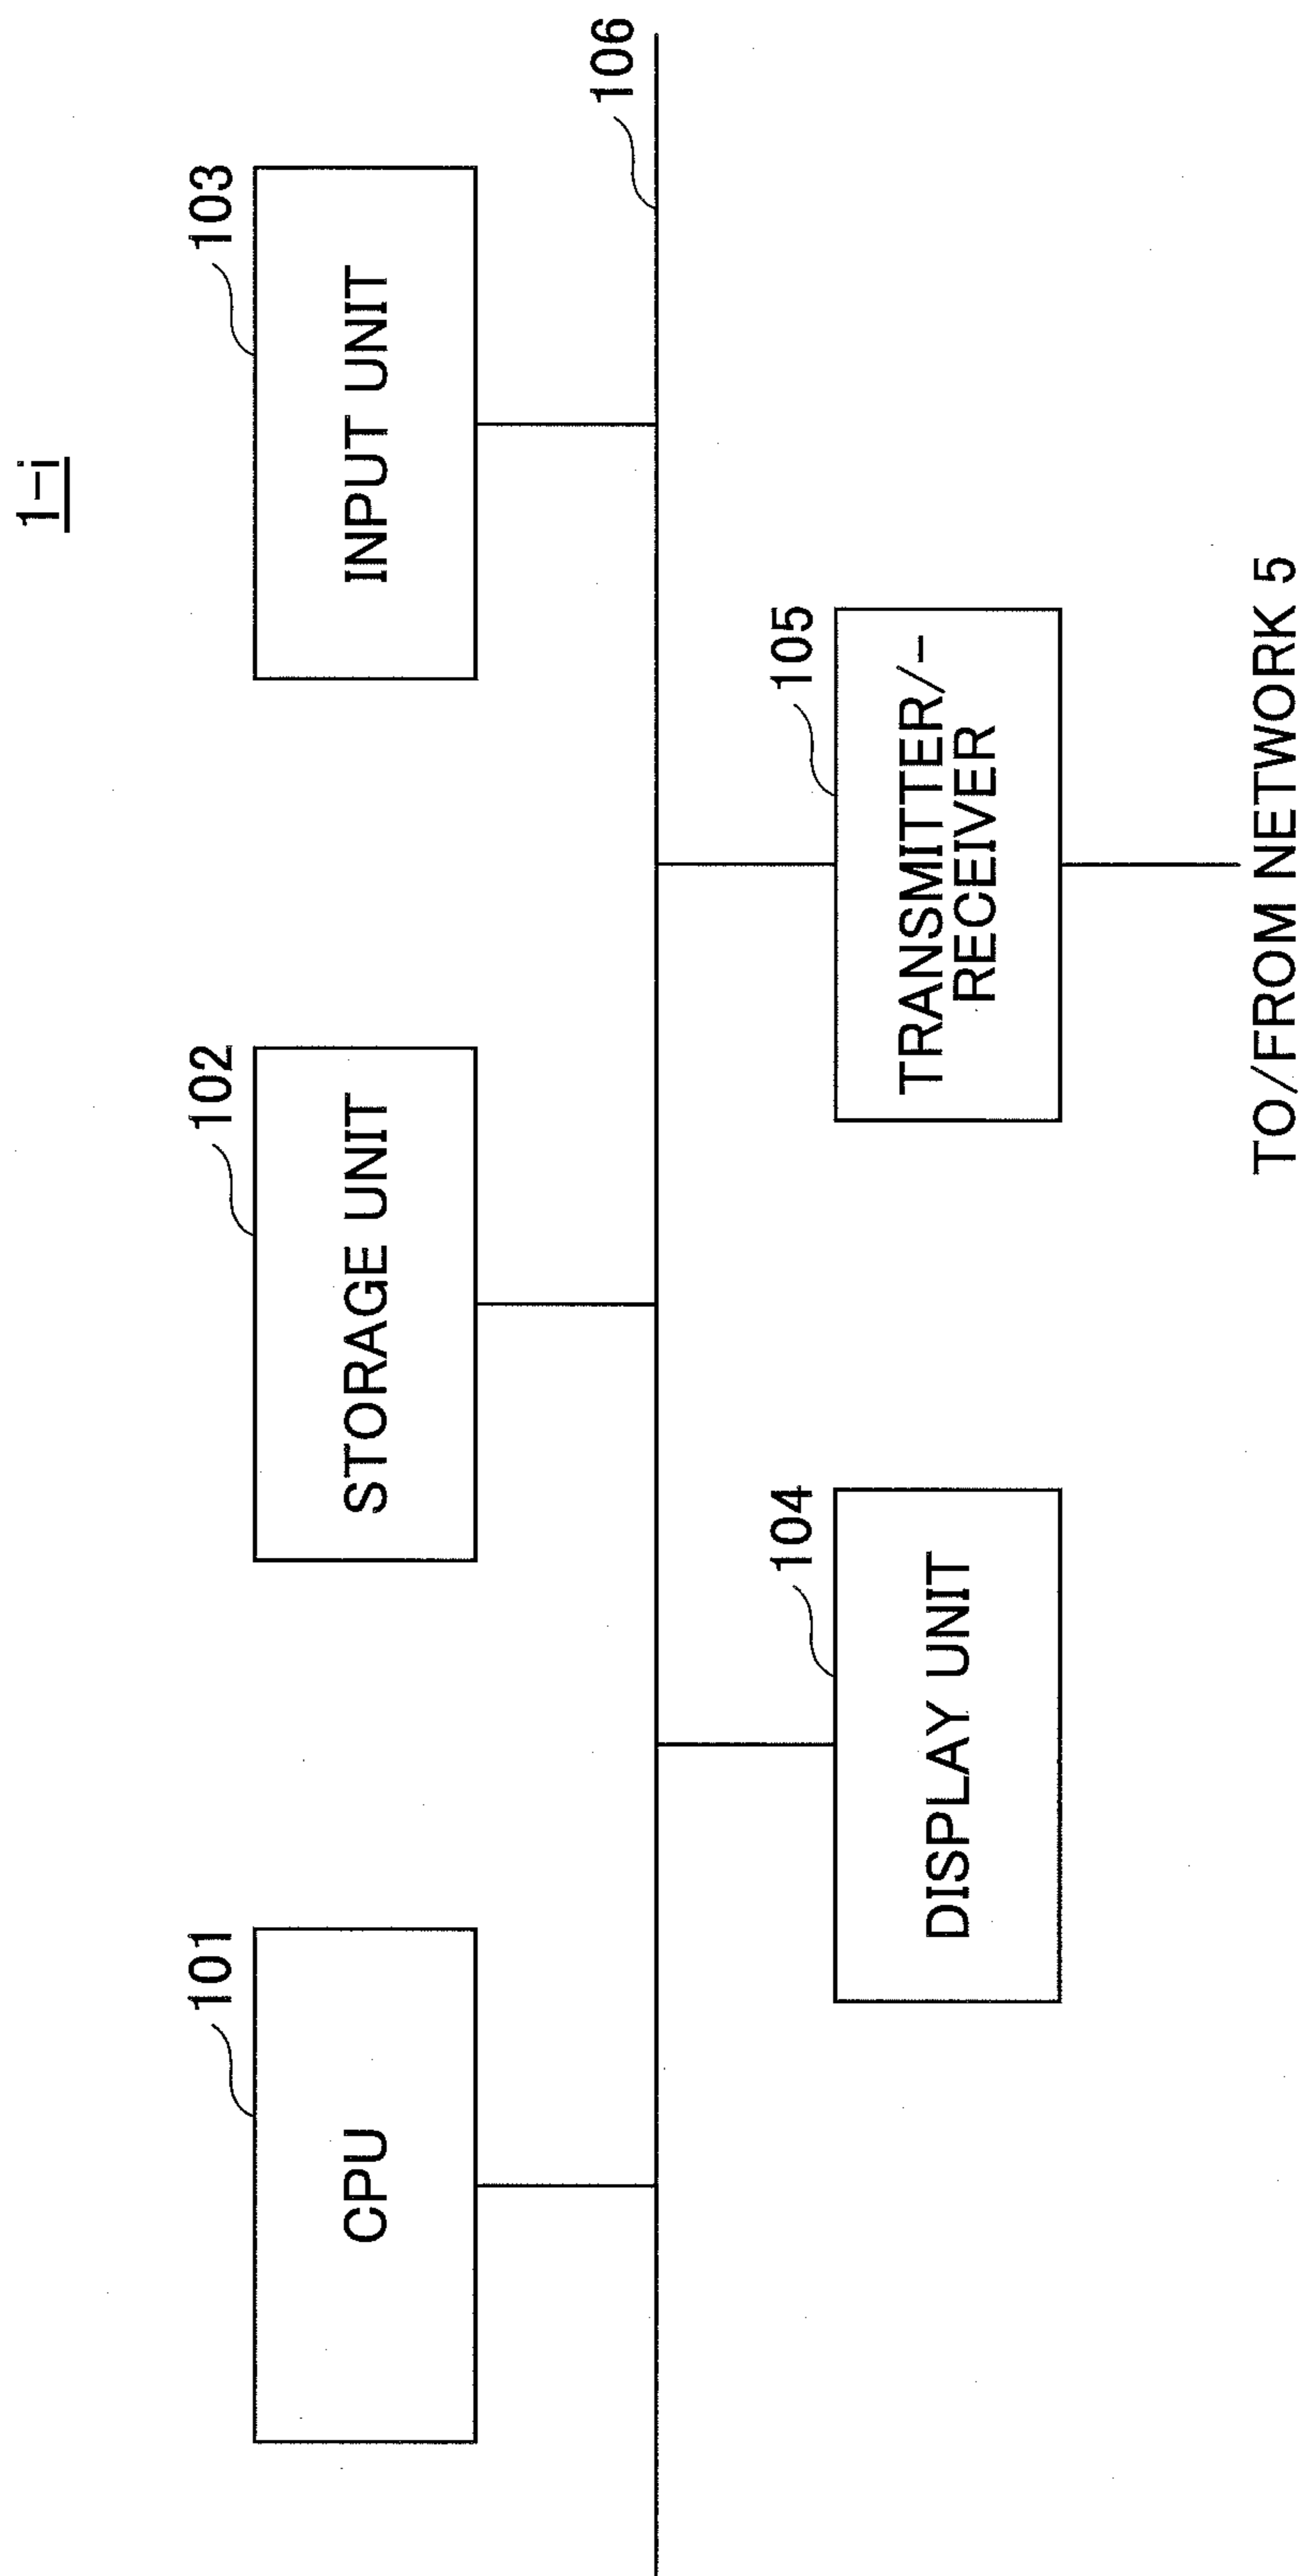 1-i
101
CPU
102
STORAGE UNIT
103
INPUT UNIT
106
104
DISPLAY UNIT
105
TRANSMITTER/-
RECEIVER
TO/FROM NETWORK 5